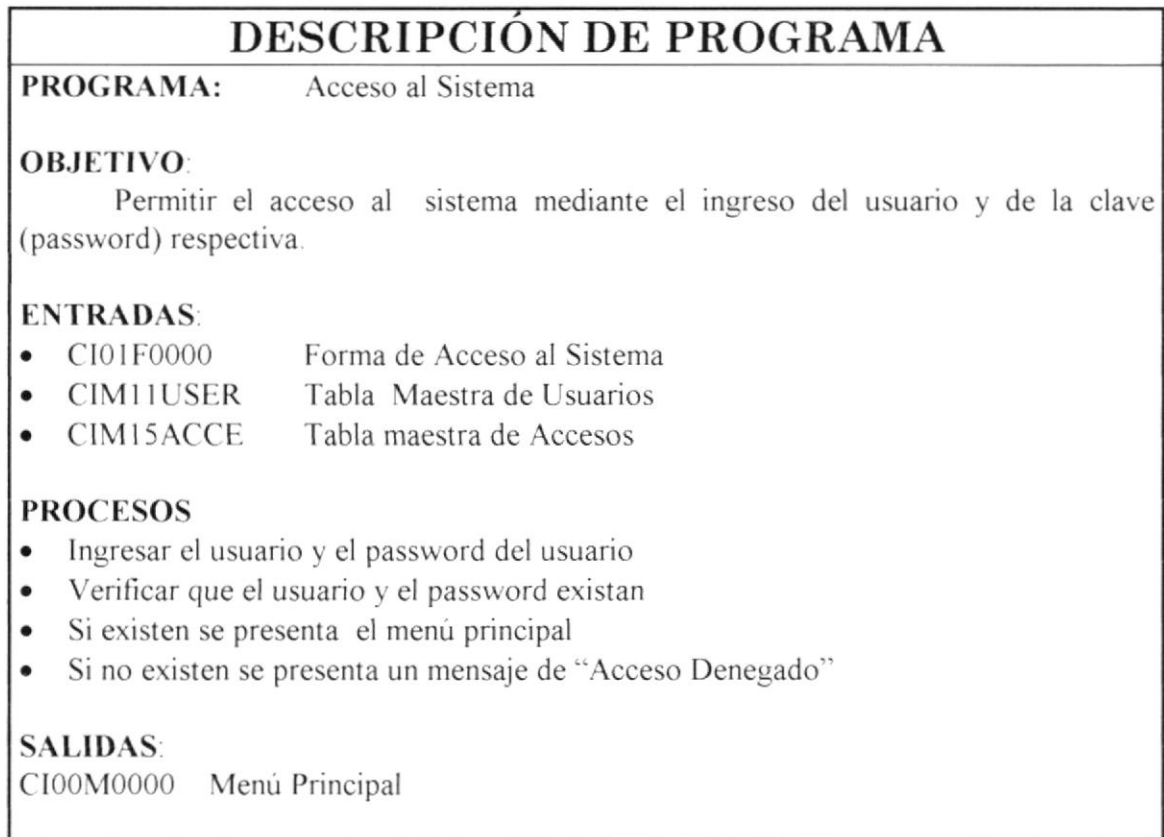 DESCRIPCIÓN DE PROGRAMA
PROGRAMA: Acceso al Sistema
OBJETIVO:
Permitir el acceso al sistema mediante el ingreso del usuario y de la clave
(password) respectiva.
ENTRADAS:
• CI01F0000 Forma de Acceso al Sistema
• CIM11USER Tabla Maestra de Usuarios
• CIM15ACCE Tabla maestra de Accesos
PROCESOS
• Ingresar el usuario y el password del usuario
• Verificar que el usuario y el password existan
• Si existen se presenta el menú principal
• Si no existen se presenta un mensaje de “Acceso Denegado”
SALIDAS:
CI00M0000 Menú Principal